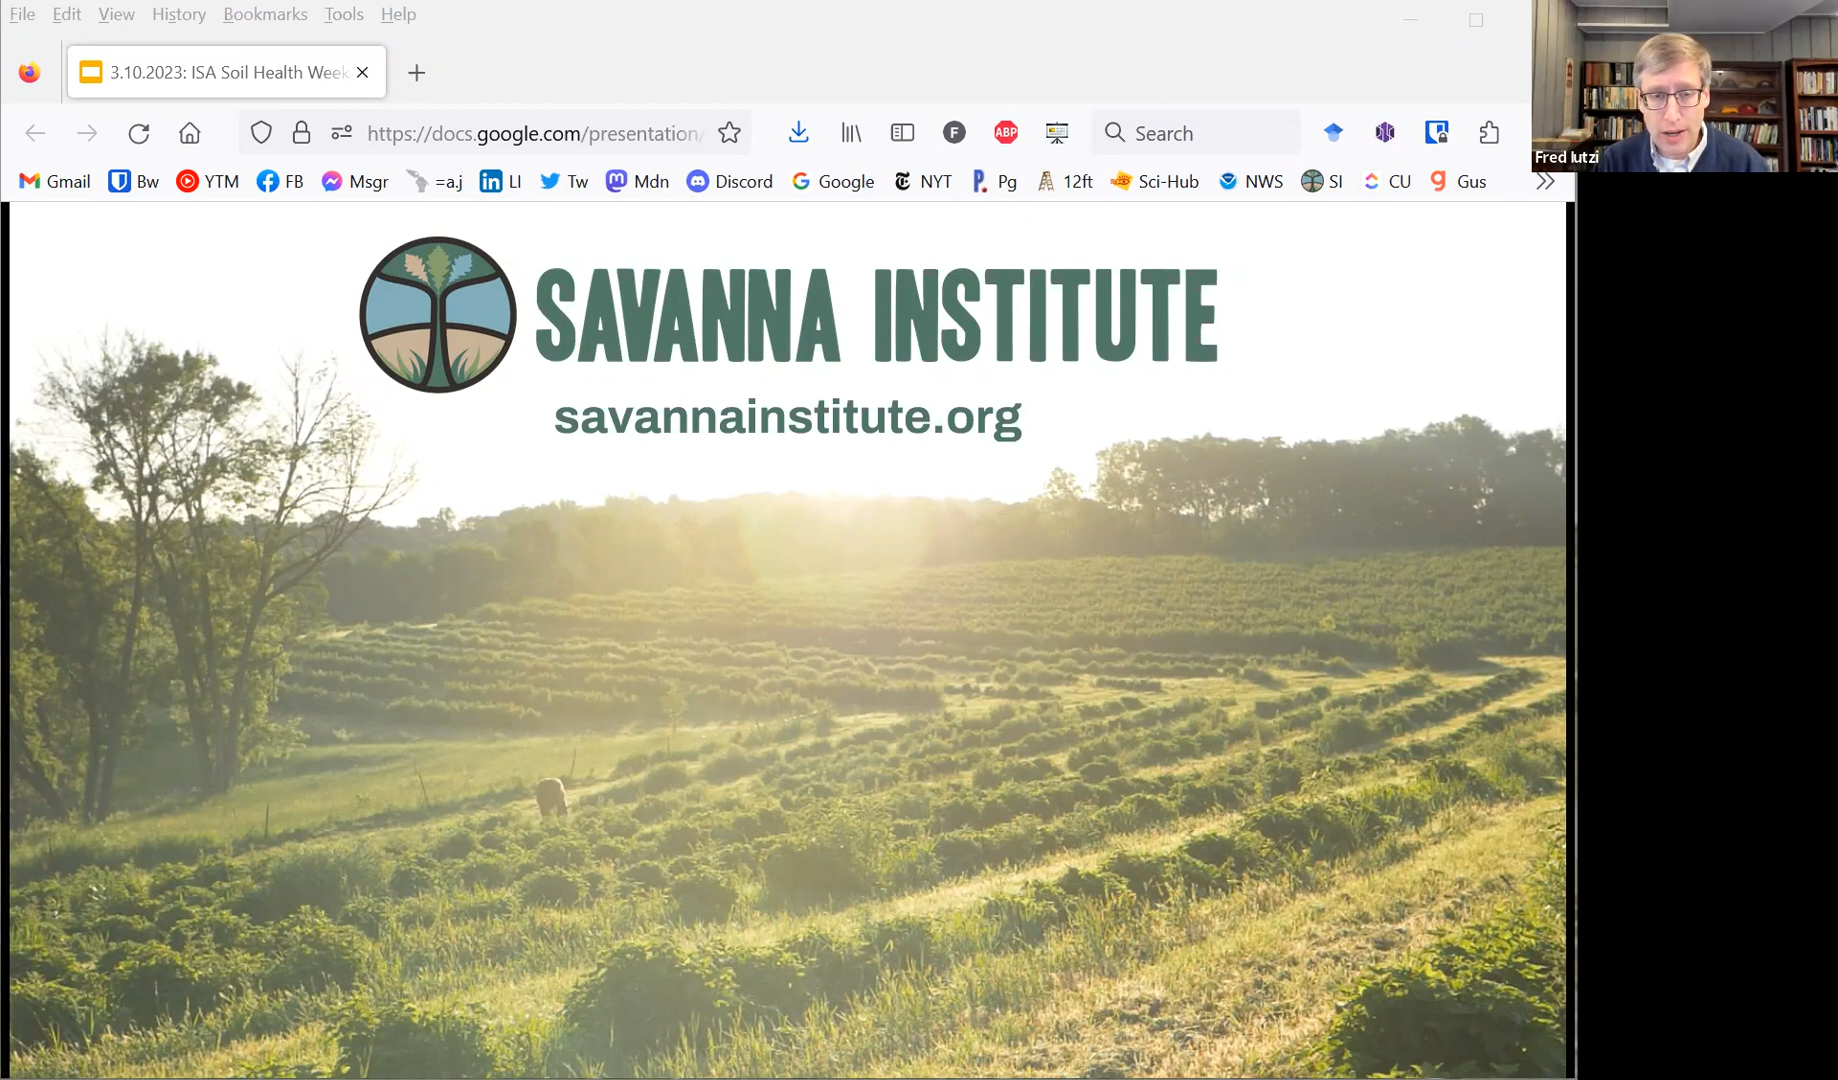 File Edit View History Bookmarks Tools Help
3.10.2023: ISA Soil Health Week
https://docs.google.com/presentation/
F
ABP
Search
Fred Iutzi
Gmail Bw YTM FB Msgr =a.j LI Tw Mdn Discord Google NYT Pg 12ft Sci-Hub NWS SI CU Gus
SAVANNA INSTITUTE
savannainstitute.org